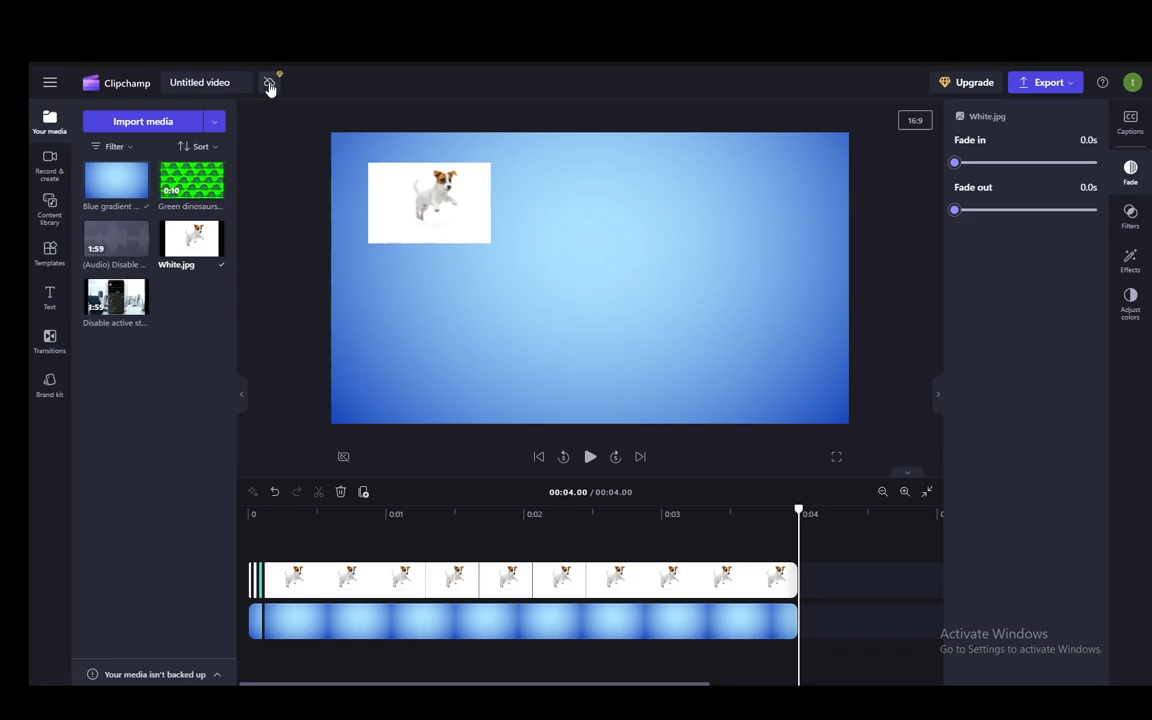 Clipchamp
Untitled video
Upgrade
Export
t
Your media
Record & create
Content library
Templates
Text
Transitions
Brand kit
Import media
Filter
Sort
Blue gradient ...
0:10
Green dinosaurs...
1:59
(Audio) Disable ...
White.jpg
1:59
Disable active st...
Your media isn't backed up
16:9
5
5
00:04.00 / 00:04.00
0
0:01
0:02
0:03
0:04
White.jpg
Fade in 0.0s
Fade out 0.0s
CC
Captions
Fade
Filters
Effects
Adjust colors
Activate Windows
Go to Settings to activate Windows.